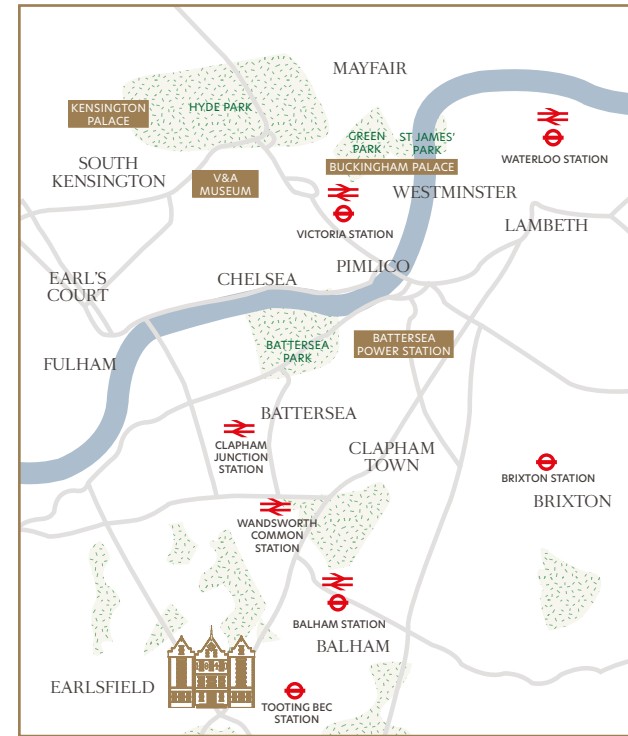 MAYFAIR
KENSINGTON
PALACE
HYDE PARK
GREEN
PARK
ST JAMES'
PARK
WATERLOO STATION
SOUTH
KENSINGTON
V&A
MUSEUM
BUCKINGHAM PALACE
WESTMINSTER
LAMBETH
VICTORIA STATION
PIMLICO
EARL'S
COURT
CHELSEA
BATTERSEA
PARK
BATTERSEA
POWER STATION
FULHAM
BATTERSEA
CLAPHAM
JUNCTION
STATION
CLAPHAM
TOWN
BRIXTON STATION
BRIXTON
WANDSWORTH
COMMON
STATION
BALHAM STATION
BALHAM
EARLSFIELD
TOOTING BEC
STATION